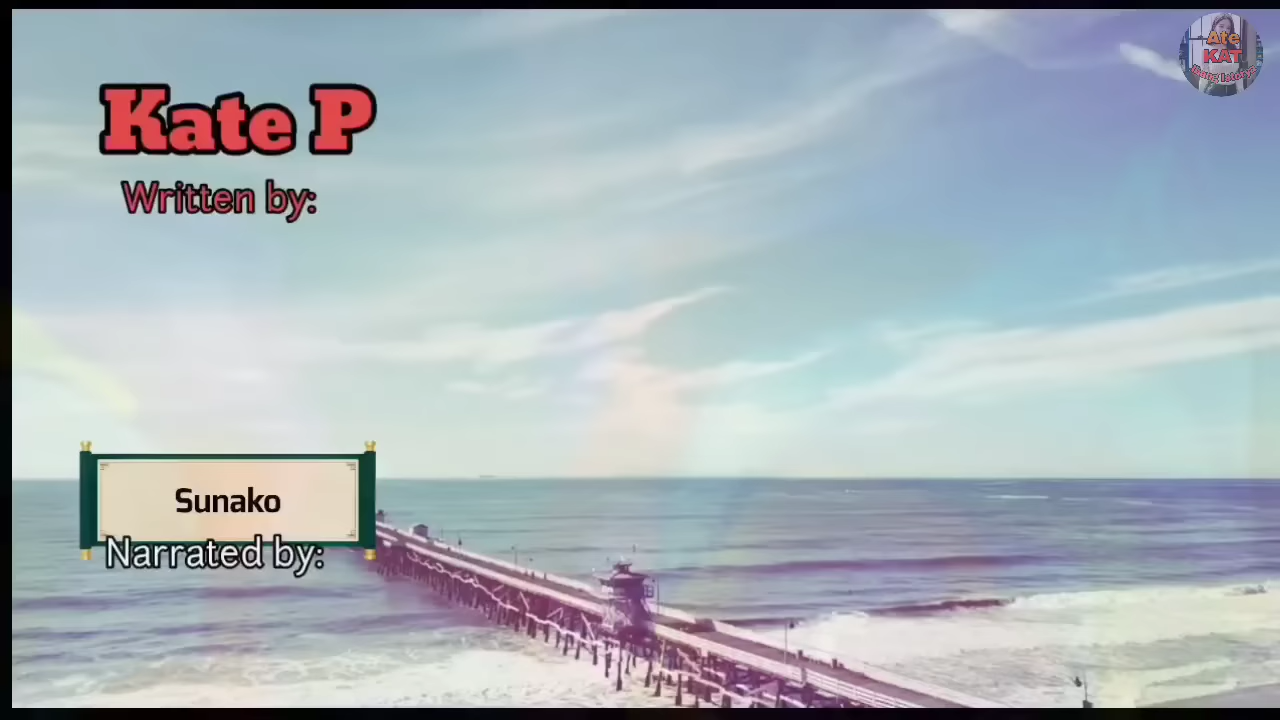 Kate P
Written by:
Sunako
Narrated by:
Ate
KAT